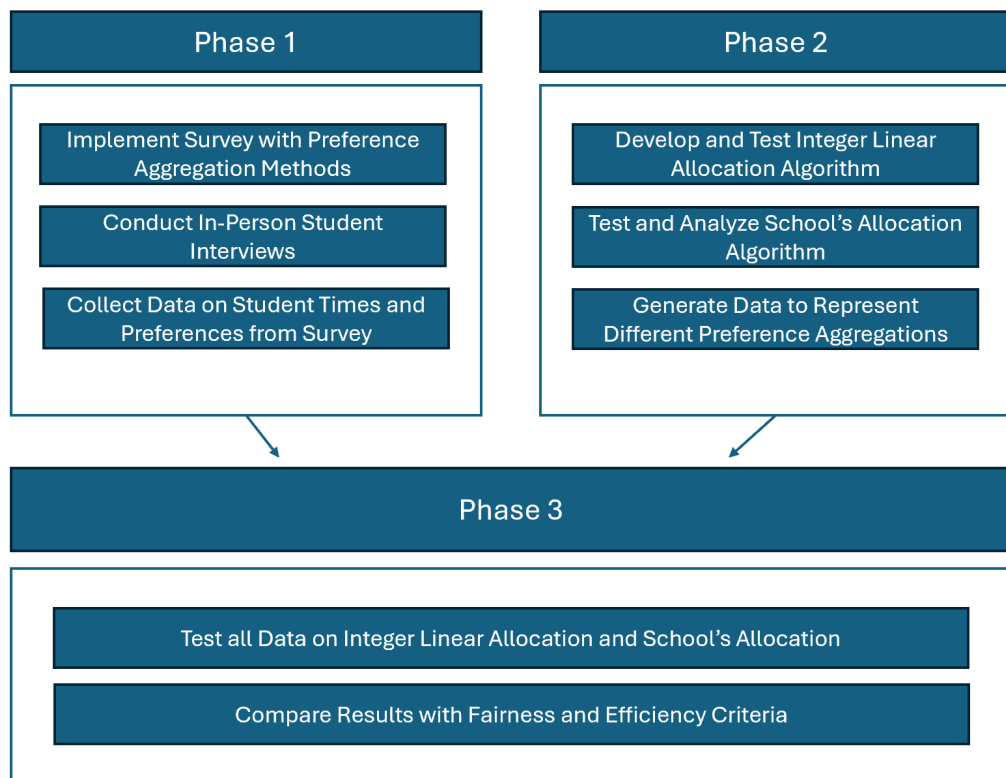 Phase 1
Implement Survey with Preference
Aggregation Methods
Conduct In-Person Student
Interviews
Collect Data on Student Times and
Preferences from Survey
Phase 2
Develop and Test Integer Linear
Allocation Algorithm
Test and Analyze School’s Allocation
Algorithm
Generate Data to Represent
Different Preference Aggregations
Phase 3
Test all Data on Integer Linear Allocation and School’s Allocation
Compare Results with Fairness and Efficiency Criteria